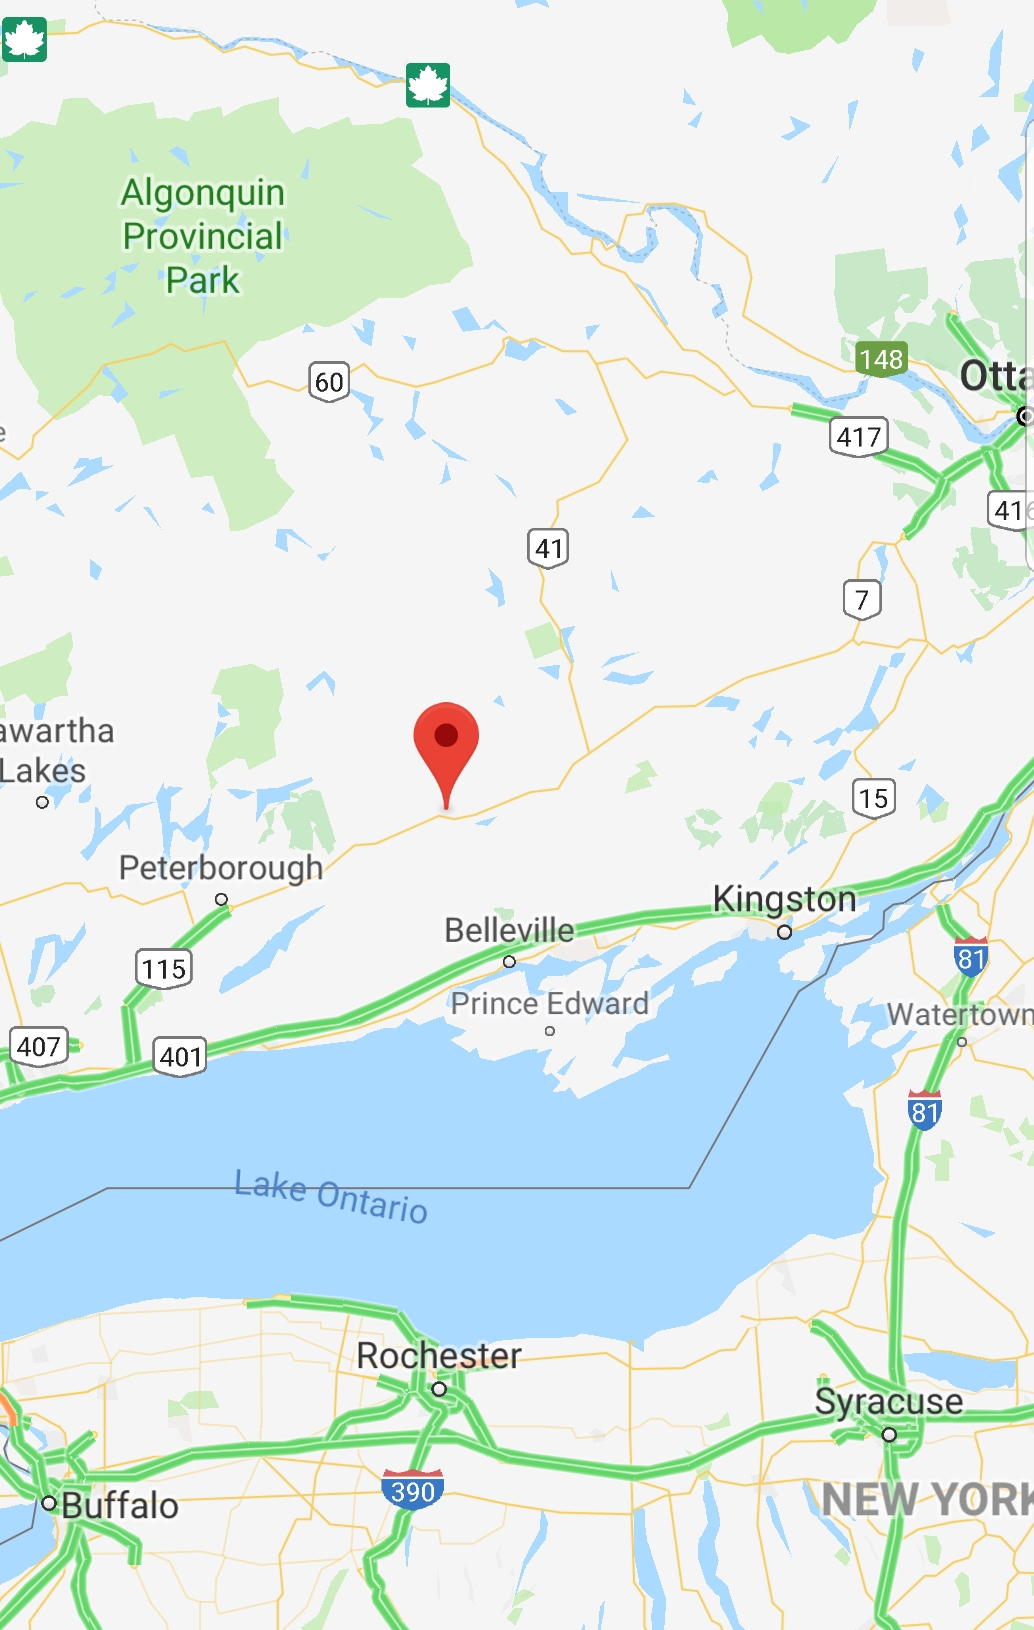 Algonquin
Provincial
Park
148
60
Otta
417
e
416
41
7
awartha
Lakes
15
Peterborough
Kingston
Belleville
81
115
Prince Edward
Watertown
407
401
81
Lake Ontario
Rochester
Syracuse
390
NEW YORK
Buffalo